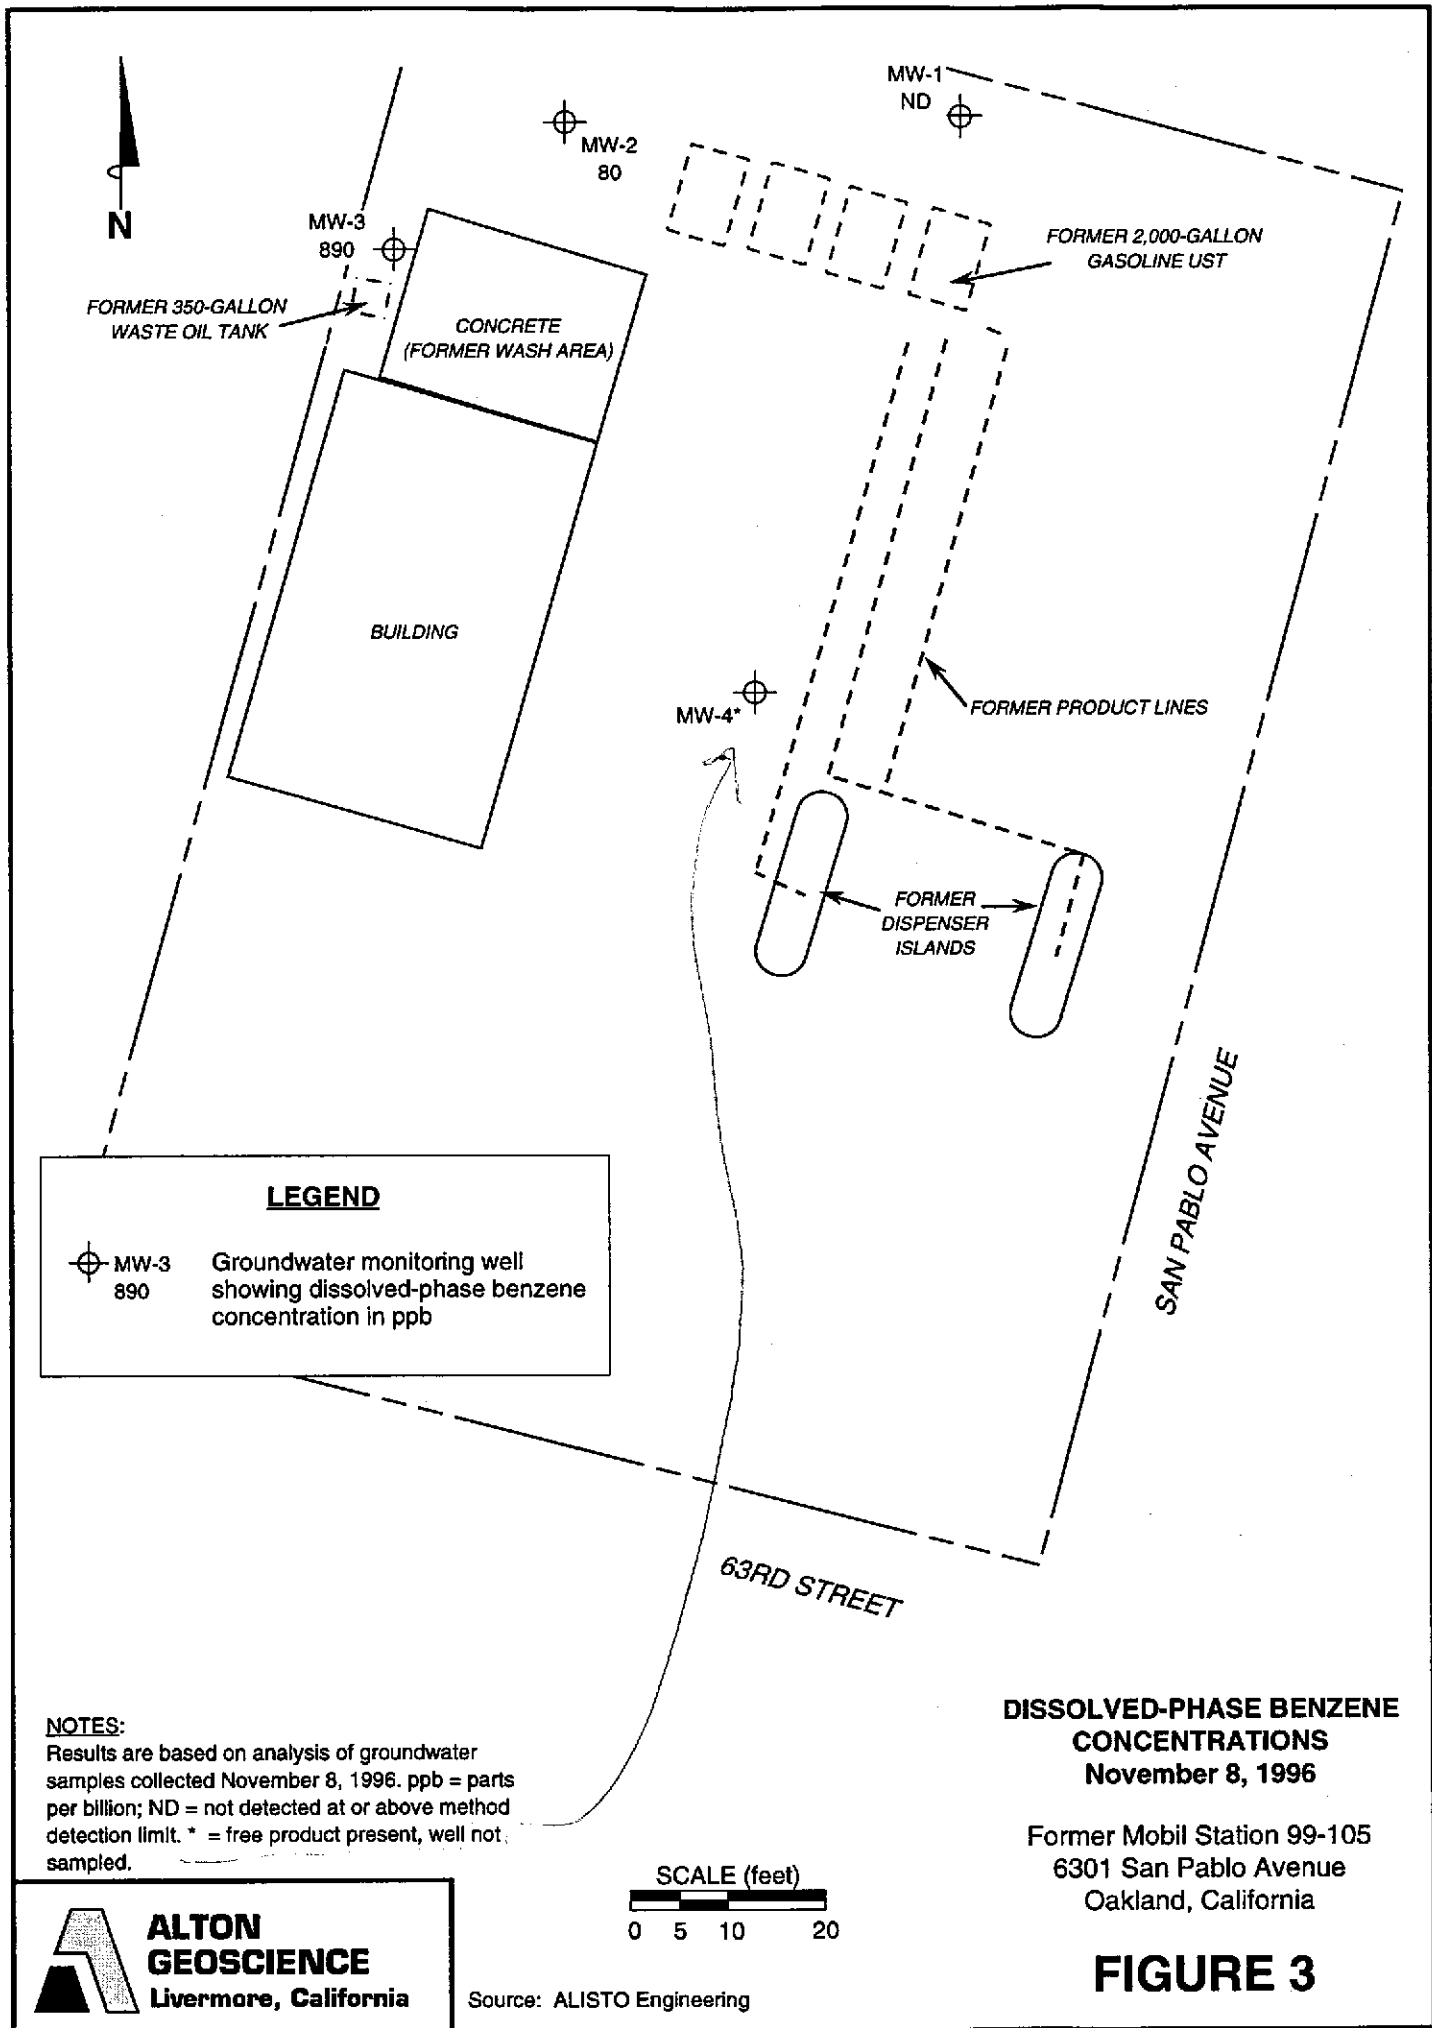 MW-1
ND
MW-2
80
N
MW-3
890
FORMER 2,000-GALLON
GASOLINE UST
FORMER 350-GALLON
WASTE OIL TANK
CONCRETE
(FORMER WASH AREA)
BUILDING
MW-4*
FORMER PRODUCT LINES
FORMER
DISPENSER
ISLANDS
SAN PABLO AVENUE
LEGEND
MW-3
890
Groundwater monitoring well
showing dissolved-phase benzene
concentration in ppb
63RD STREET
NOTES:
Results are based on analysis of groundwater
samples collected November 8, 1996. ppb = parts
per billion; ND = not detected at or above method
detection limit. * = free product present, well not
sampled.
DISSOLVED-PHASE BENZENE
CONCENTRATIONS
November 8, 1996
Former Mobil Station 99-105
6301 San Pablo Avenue
Oakland, California
SCALE (feet)
0 5 10 20
ALTON
GEOSCIENCE
Livermore, California
Source: ALISTO Engineering
FIGURE 3